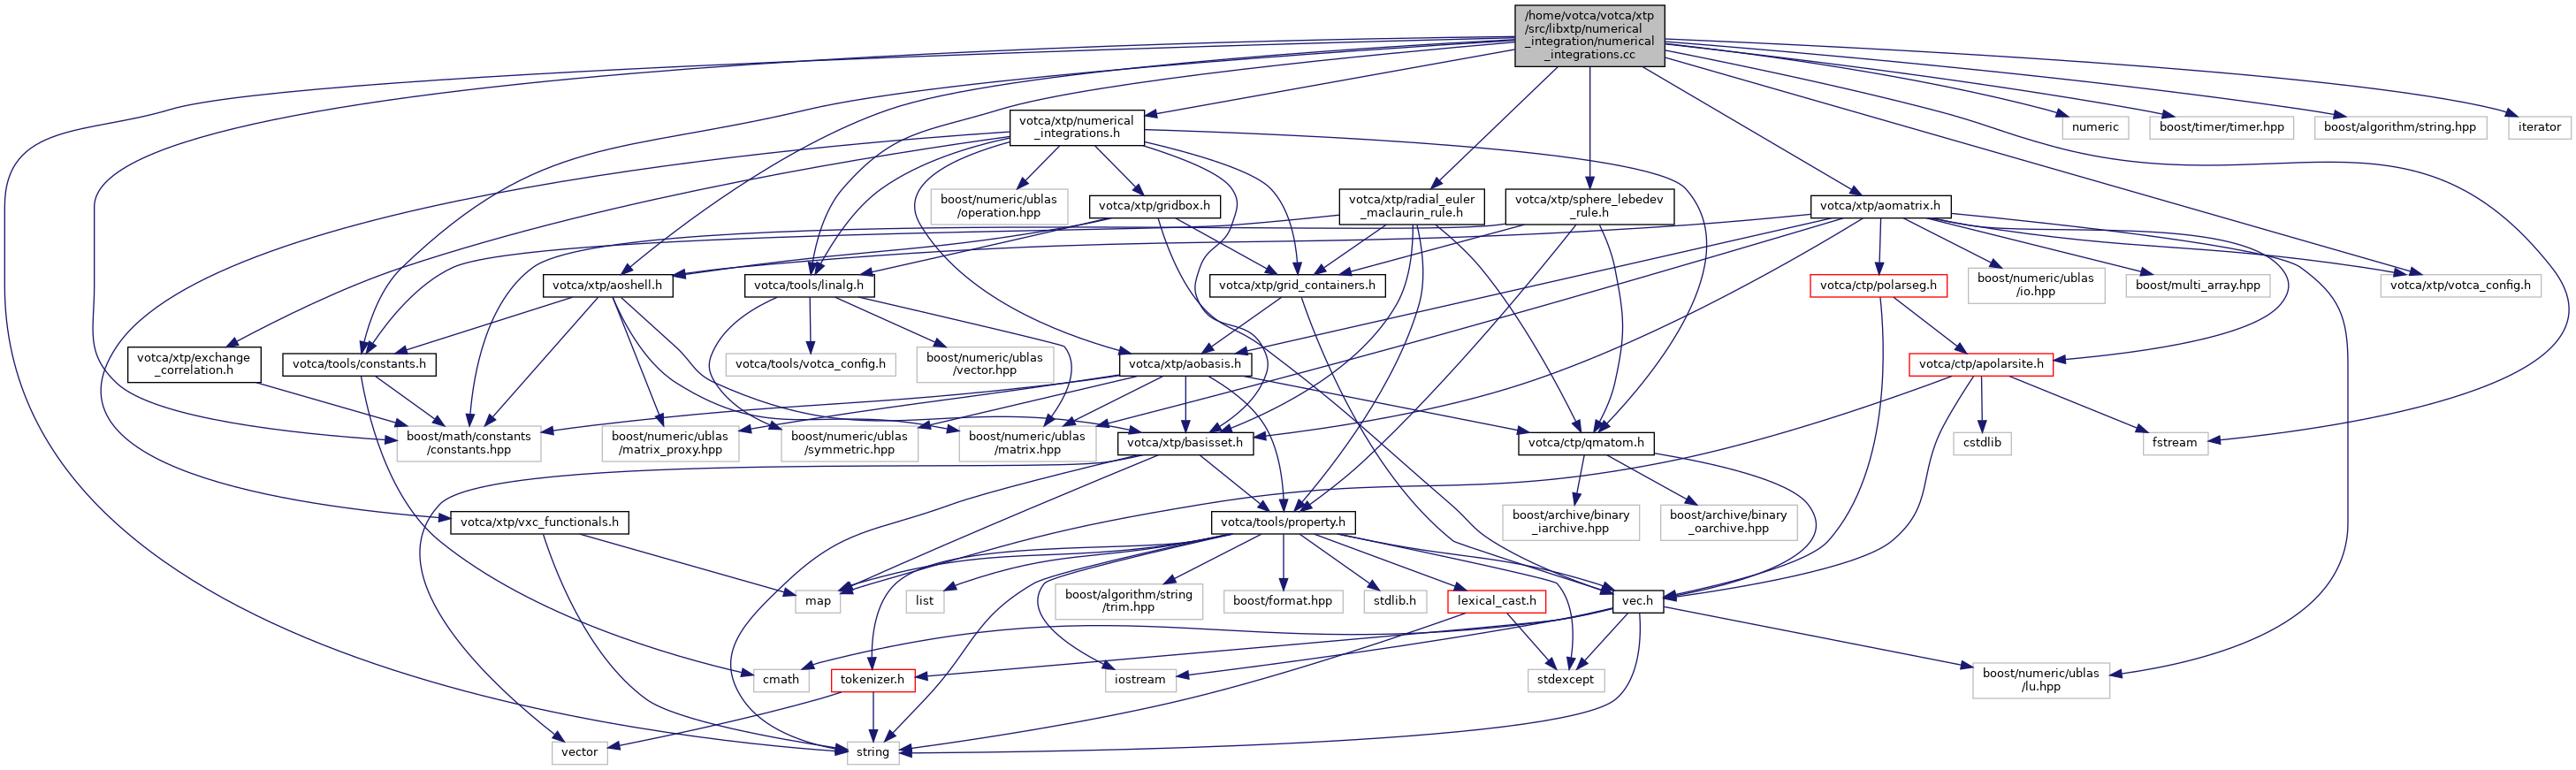 /home/votca/votca/xtp
/src/libxtp/numerical
_integration/numerical
_integrations.cc
votca/xtp/numerical
_integrations.h
numeric
boost/timer/timer.hpp
boost/algorithm/string.hpp
iterator
boost/numeric/ublas
/operation.hpp
votca/xtp/gridbox.h
votca/xtp/radial_euler
_maclaurin_rule.h
votca/xtp/sphere_lebedev
_rule.h
votca/xtp/aomatrix.h
votca/xtp/aoshell.h
votca/tools/linalg.h
votca/xtp/grid_containers.h
votca/ctp/polarseg.h
boost/numeric/ublas
/io.hpp
boost/multi_array.hpp
votca/xtp/votca_config.h
votca/xtp/exchange
_correlation.h
votca/tools/constants.h
votca/tools/votca_config.h
boost/numeric/ublas
/vector.hpp
votca/xtp/aobasis.h
votca/ctp/apolarsite.h
boost/math/constants
/constants.hpp
boost/numeric/ublas
/matrix_proxy.hpp
boost/numeric/ublas
/symmetric.hpp
boost/numeric/ublas
/matrix.hpp
votca/xtp/basisset.h
votca/ctp/qmatom.h
cstdlib
fstream
votca/xtp/vxc_functionals.h
votca/tools/property.h
boost/archive/binary
_iarchive.hpp
boost/archive/binary
_oarchive.hpp
map
list
boost/algorithm/string
/trim.hpp
boost/format.hpp
stdlib.h
lexical_cast.h
vec.h
cmath
tokenizer.h
iostream
stdexcept
boost/numeric/ublas
/lu.hpp
vector
string